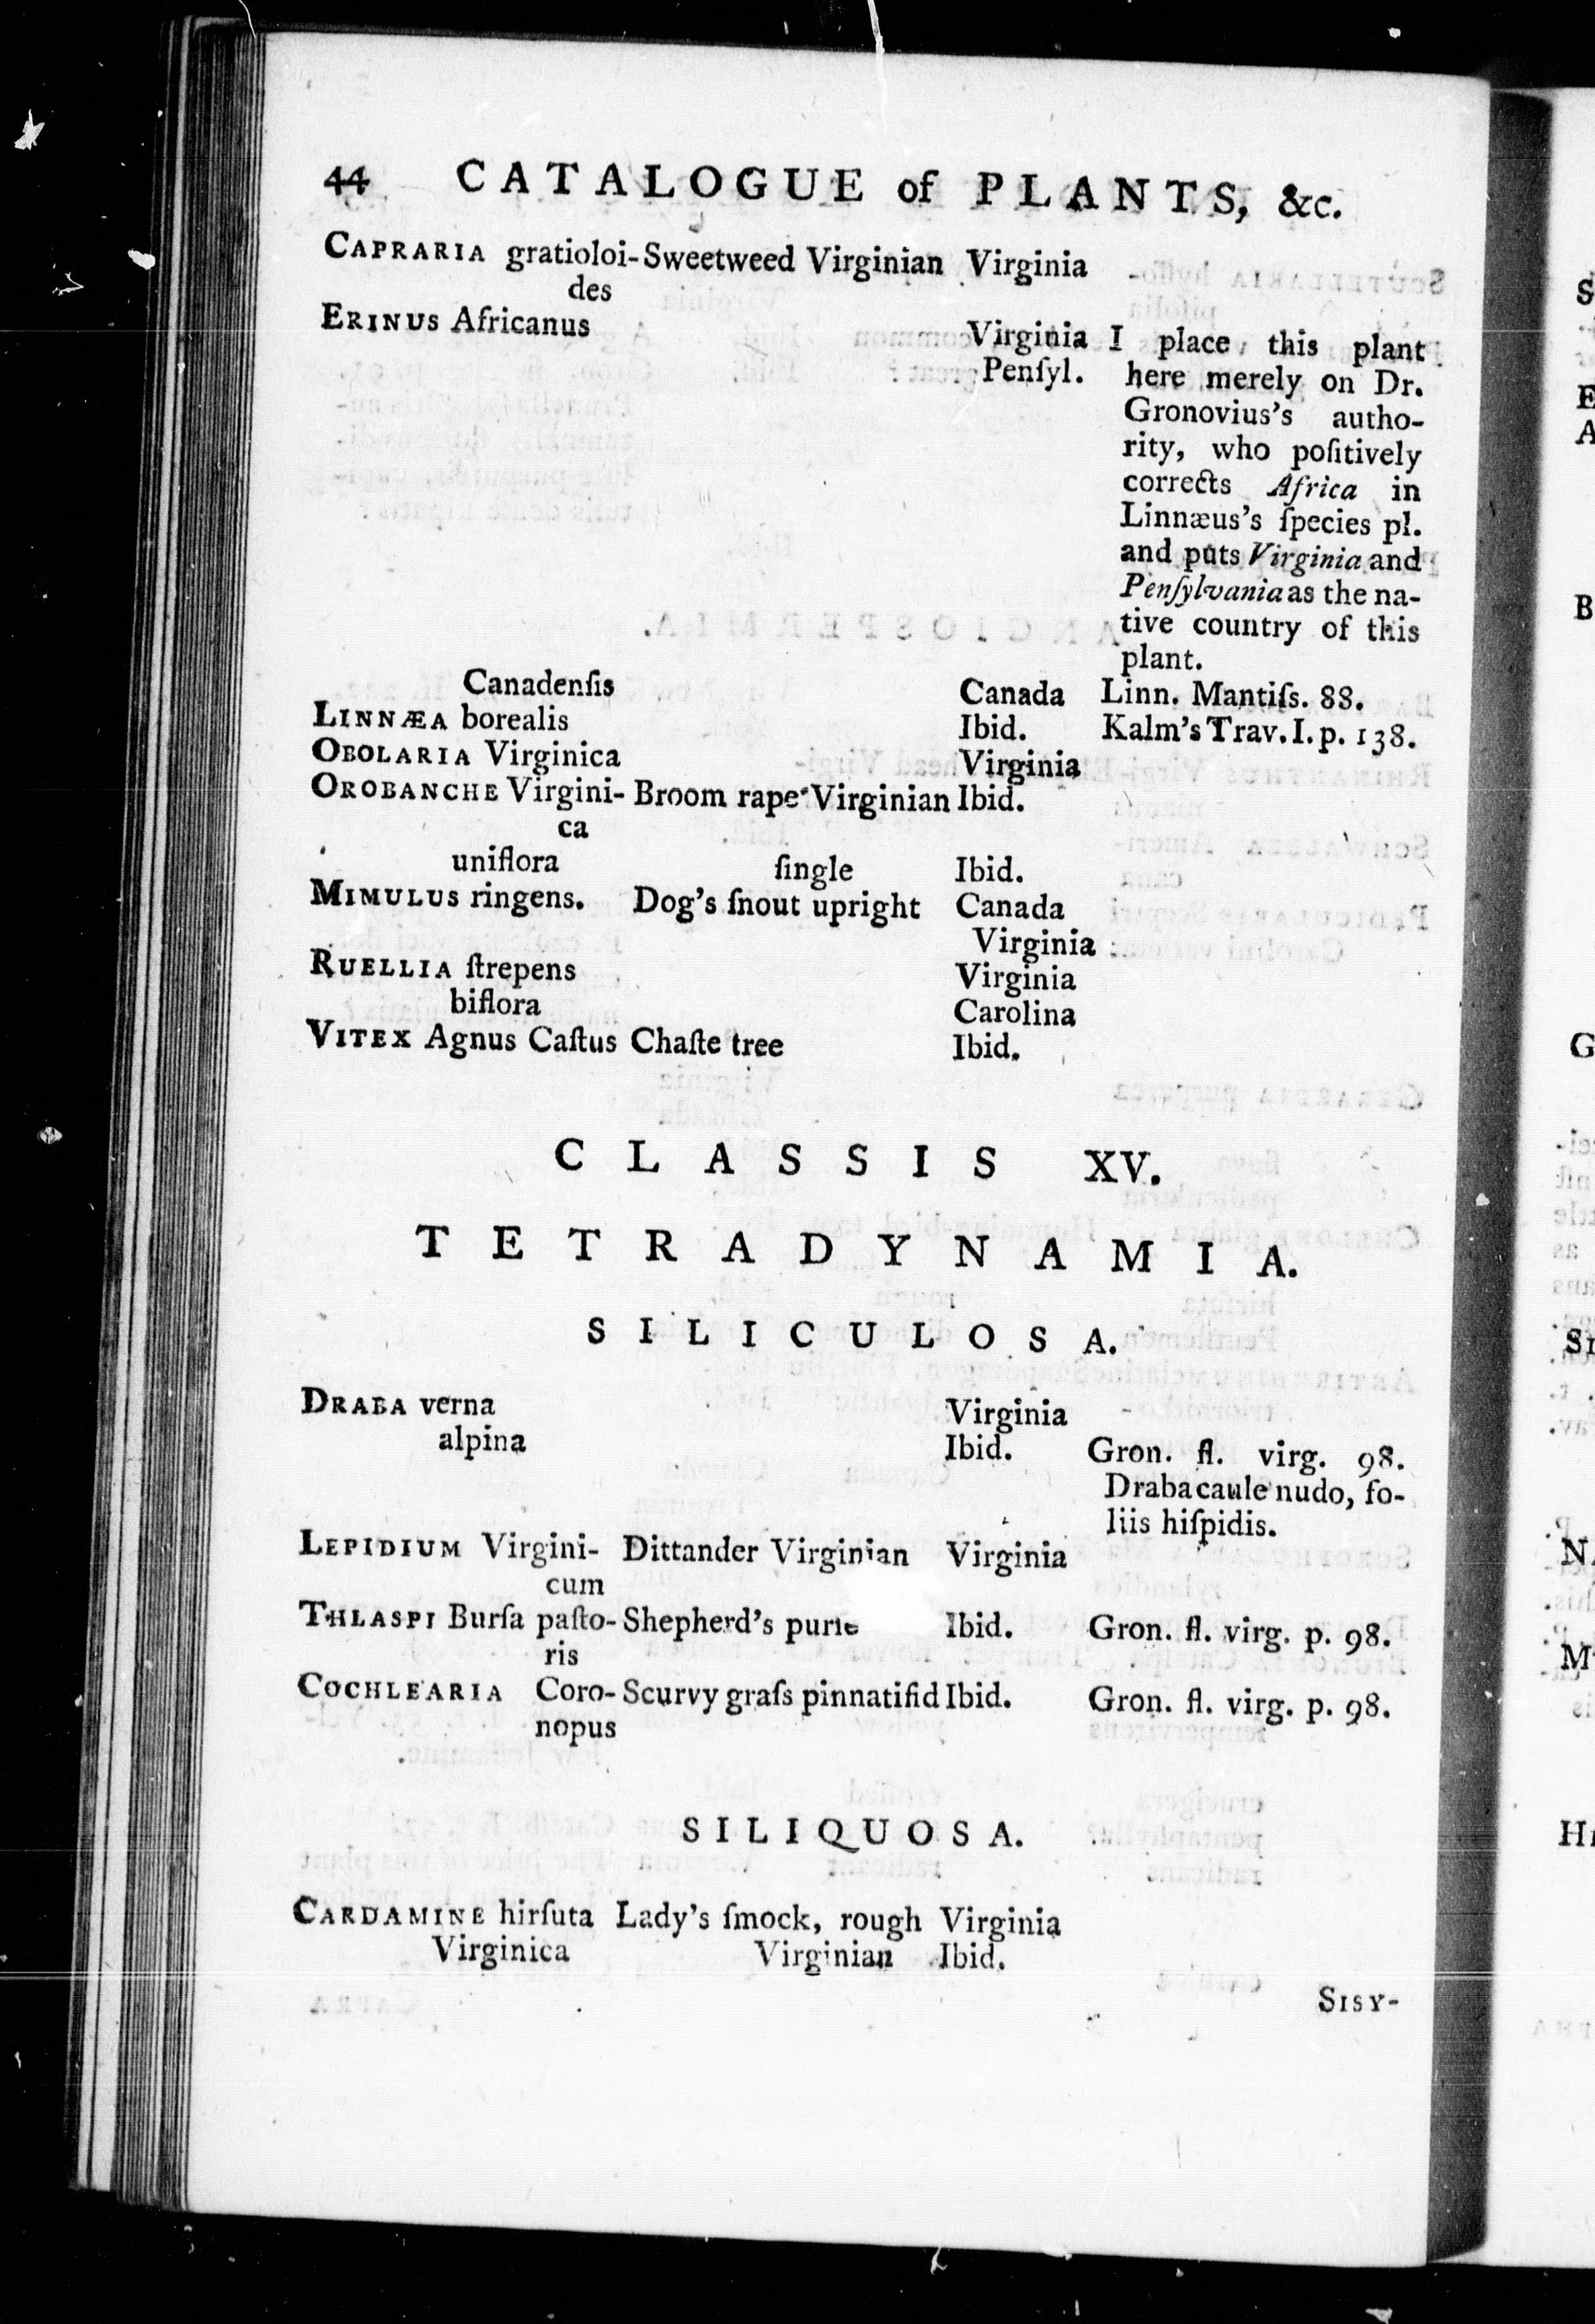 44 CATALOGUE of PLANTS, &c.
CAPRARIA gratioloi- Sweetweed Virginian Virginia
des
ERINUS Africanus Virginia I place this plant
Penſyl. here merely on Dr.
Gronovius's autho-
rity, who poſitively
corrects Africa in
Linnæus's ſpecies pl.
and puts Virginia and
Penſylvania as the na-
tive country of this
plant.
Canadenſis Canada Linn. Mantiſs. 88.
LINNÆA borealis Ibid. Kalm's Trav. I. p. 138.
OBOLARIA Virginica Virginia
OROBANCHE Virgini- Broom rape Virginian Ibid.
ca
uniflora ſingle Ibid.
MIMULUS ringens. Dog's ſnout upright Canada
Virginia
RUELLIA ſtrepens Virginia
biflora Carolina
VITEX Agnus Caſtus Chaſte tree Ibid.
CLASSIS XV.
TETRADYNAMIA.
SILICULOSA.
DRABA verna Virginia
alpina Ibid. Gron. fl. virg. 98.
Draba caule nudo, fo-
liis hiſpidis.
LEPIDIUM Virgini- Dittander Virginian Virginia
cum
THLASPI Burſa paſto- Shepherd's purſe Ibid. Gron. fl. virg. p. 98.
ris
COCHLEARIA Coro- Scurvy graſs pinnatifid Ibid. Gron. fl. virg. p. 98.
nopus
SILIQUOSA.
CARDAMINE hirſuta Lady's ſmock, rough Virginia
Virginica Virginian Ibid.
SISY-